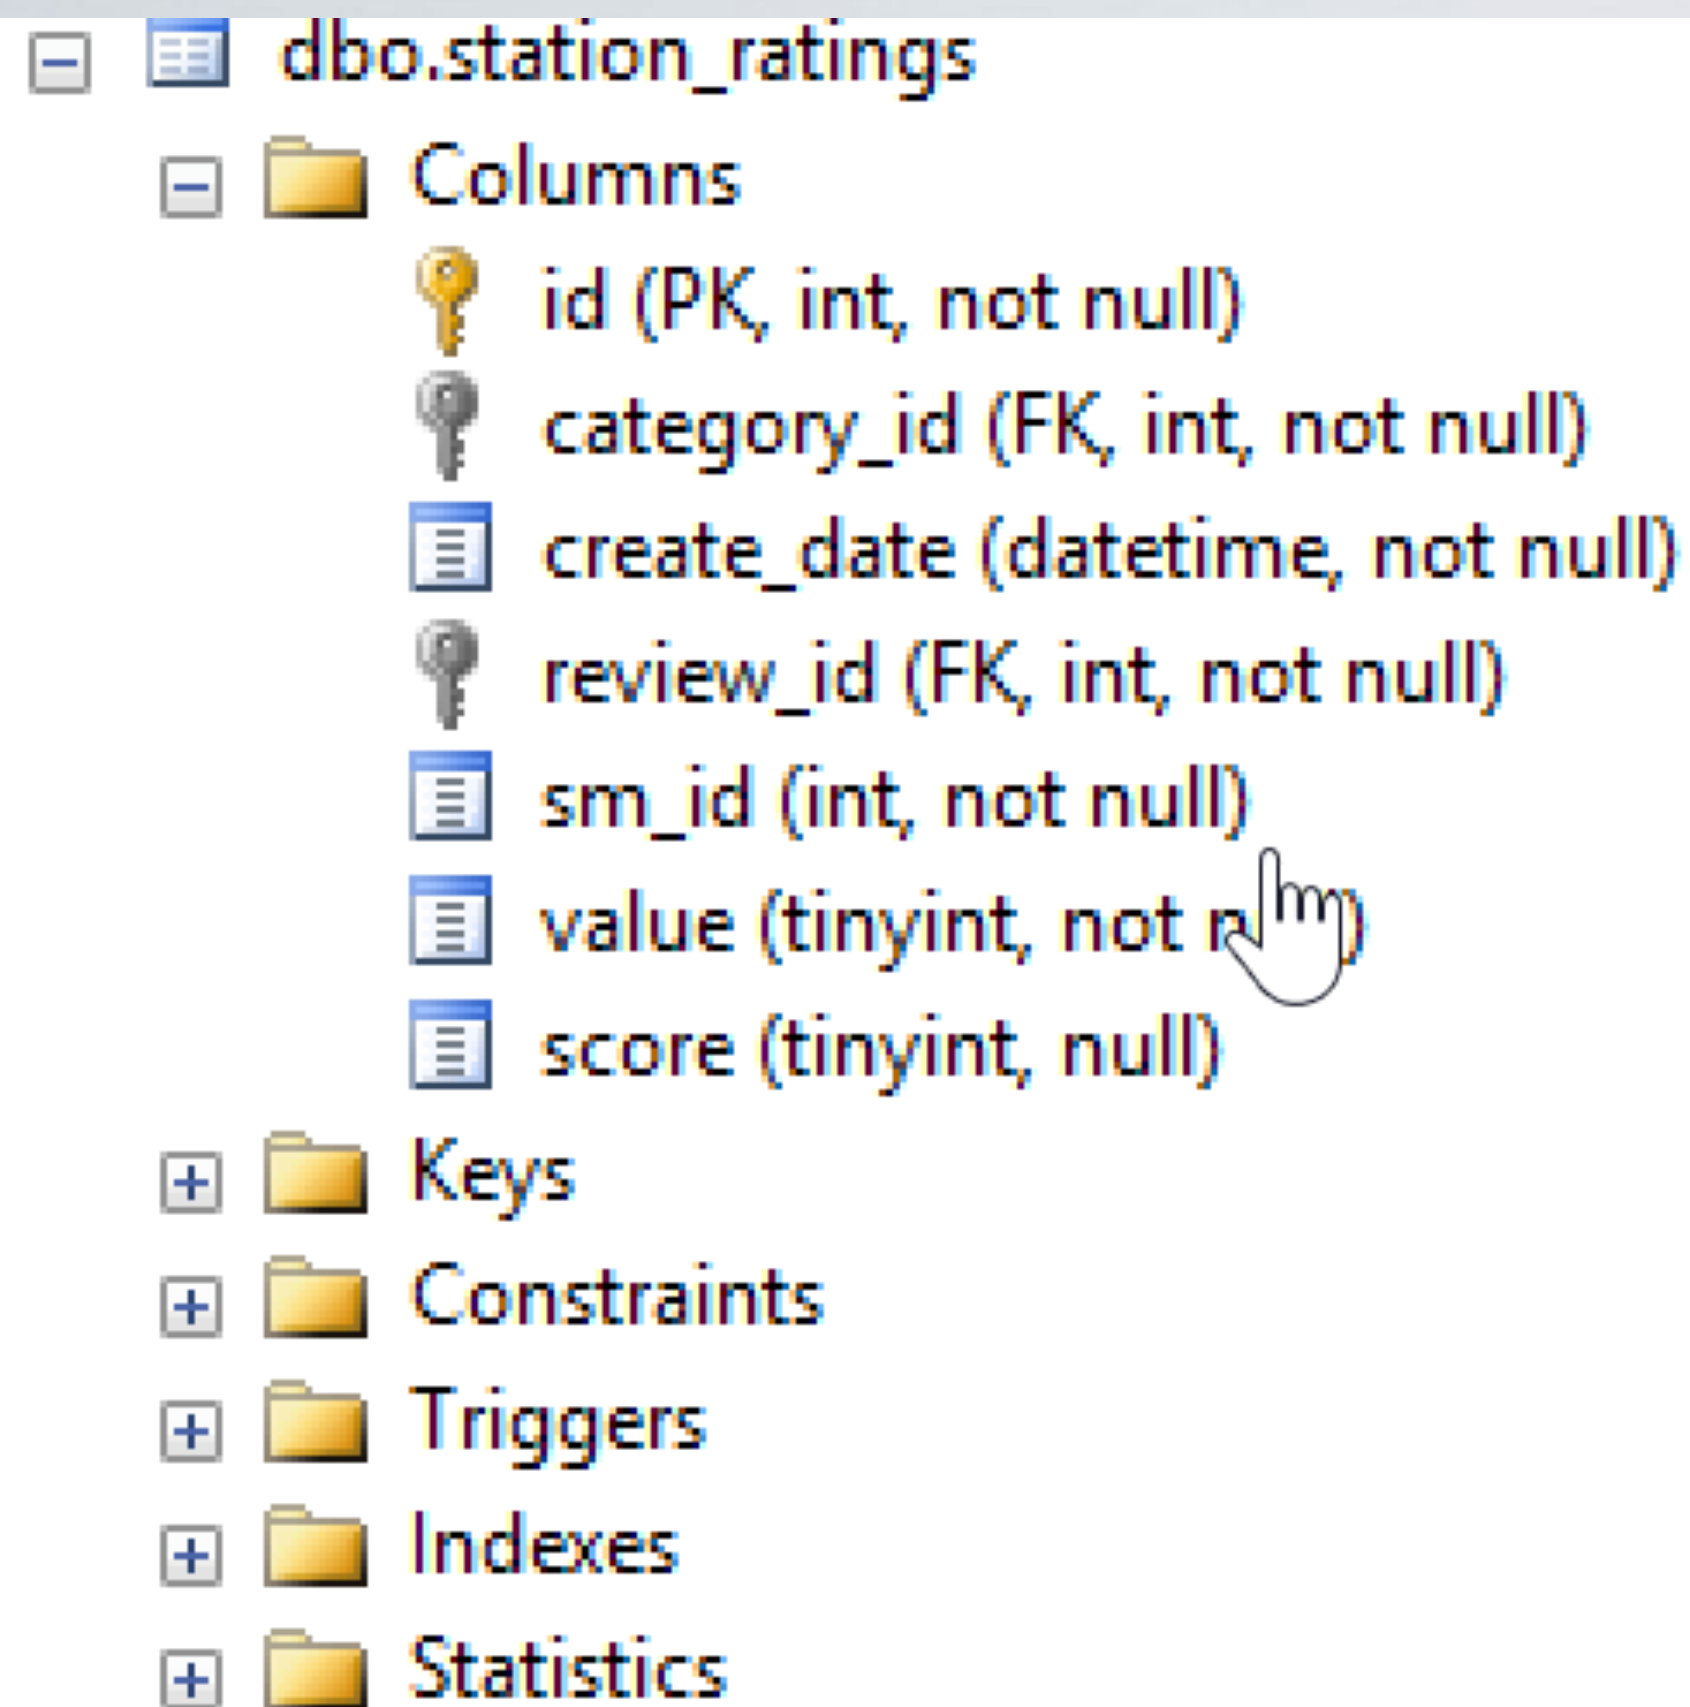 dbo.station_ratings
Columns
id (PK, int, not null)
category_id (FK, int, not null)
create_date (datetime, not null)
review_id (FK, int, not null)
sm_id (int, not null)
value (tinyint, not
score (tinyint, null)
Keys
Constraints
Triggers
Indexes
Statistics